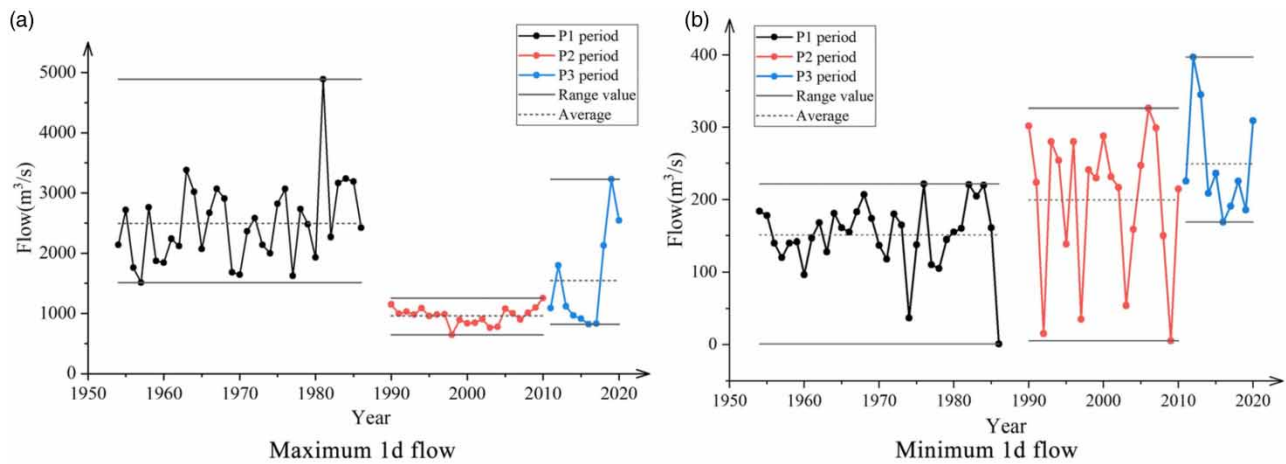 (a)
P1 period
P2 period
P3 period
Range value
Average
5000
4000
3000
2000
1000
0
Flow(m³/s)
1950 1960 1970 1980 1990 2000 2010 2020
Year
Maximum 1d flow
(b)
P1 period
P2 period
P3 period
Range value
Average
400
300
200
100
0
Flow(m³/s)
1950 1960 1970 1980 1990 2000 2010 2020
Year
Minimum 1d flow